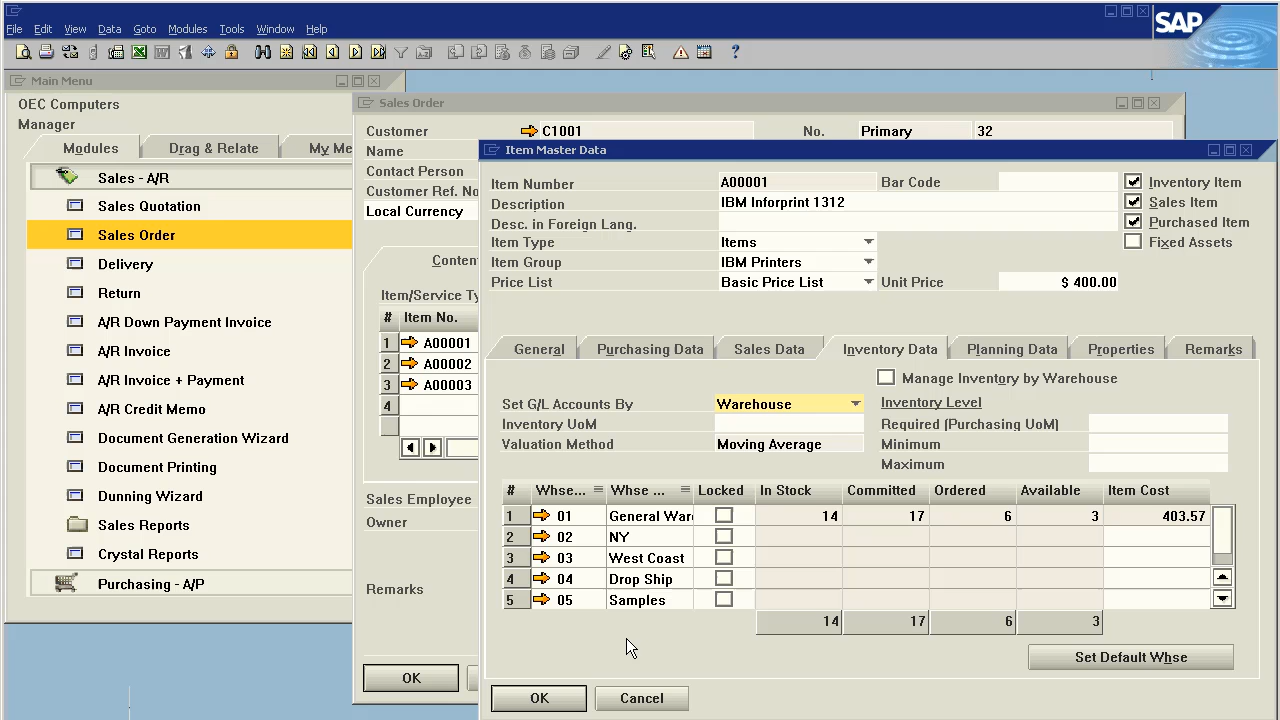 SAP
File Edit View Data Goto Modules Tools Window Help
Main Menu
OEC Computers
Manager
Modules Drag & Relate My Me
Sales - A/R
Sales Quotation
Sales Order
Delivery
Return
A/R Down Payment Invoice
A/R Invoice
A/R Invoice + Payment
A/R Credit Memo
Document Generation Wizard
Document Printing
Dunning Wizard
Sales Reports
Crystal Reports
Purchasing - A/P
Sales Order
Customer C1001 No. Primary 32
Name
Contact Person
Customer Ref. No
Local Currency
Conten
Item/Service Ty
# Item No.
1 A00001
2 A00002
3 A00003
4
Sales Employee
Owner
Remarks
OK
Item Master Data
Item Number A00001 Bar Code Inventory Item
Description IBM Inforprint 1312 Sales Item
Desc. in Foreign Lang. Purchased Item
Item Type Items Fixed Assets
Item Group IBM Printers
Price List Basic Price List Unit Price $ 400.00
General Purchasing Data Sales Data Inventory Data Planning Data Properties Remarks
Manage Inventory by Warehouse
Set G/L Accounts By Warehouse Inventory Level
Inventory UoM Required (Purchasing UoM)
Valuation Method Moving Average Minimum
Maximum
# Whse... Whse ... Locked In Stock Committed Ordered Available Item Cost
1 01 General War 14 17 6 3 403.57
2 02 NY
3 03 West Coast
4 04 Drop Ship
5 05 Samples
14 17 6 3
Set Default Whse
OK Cancel